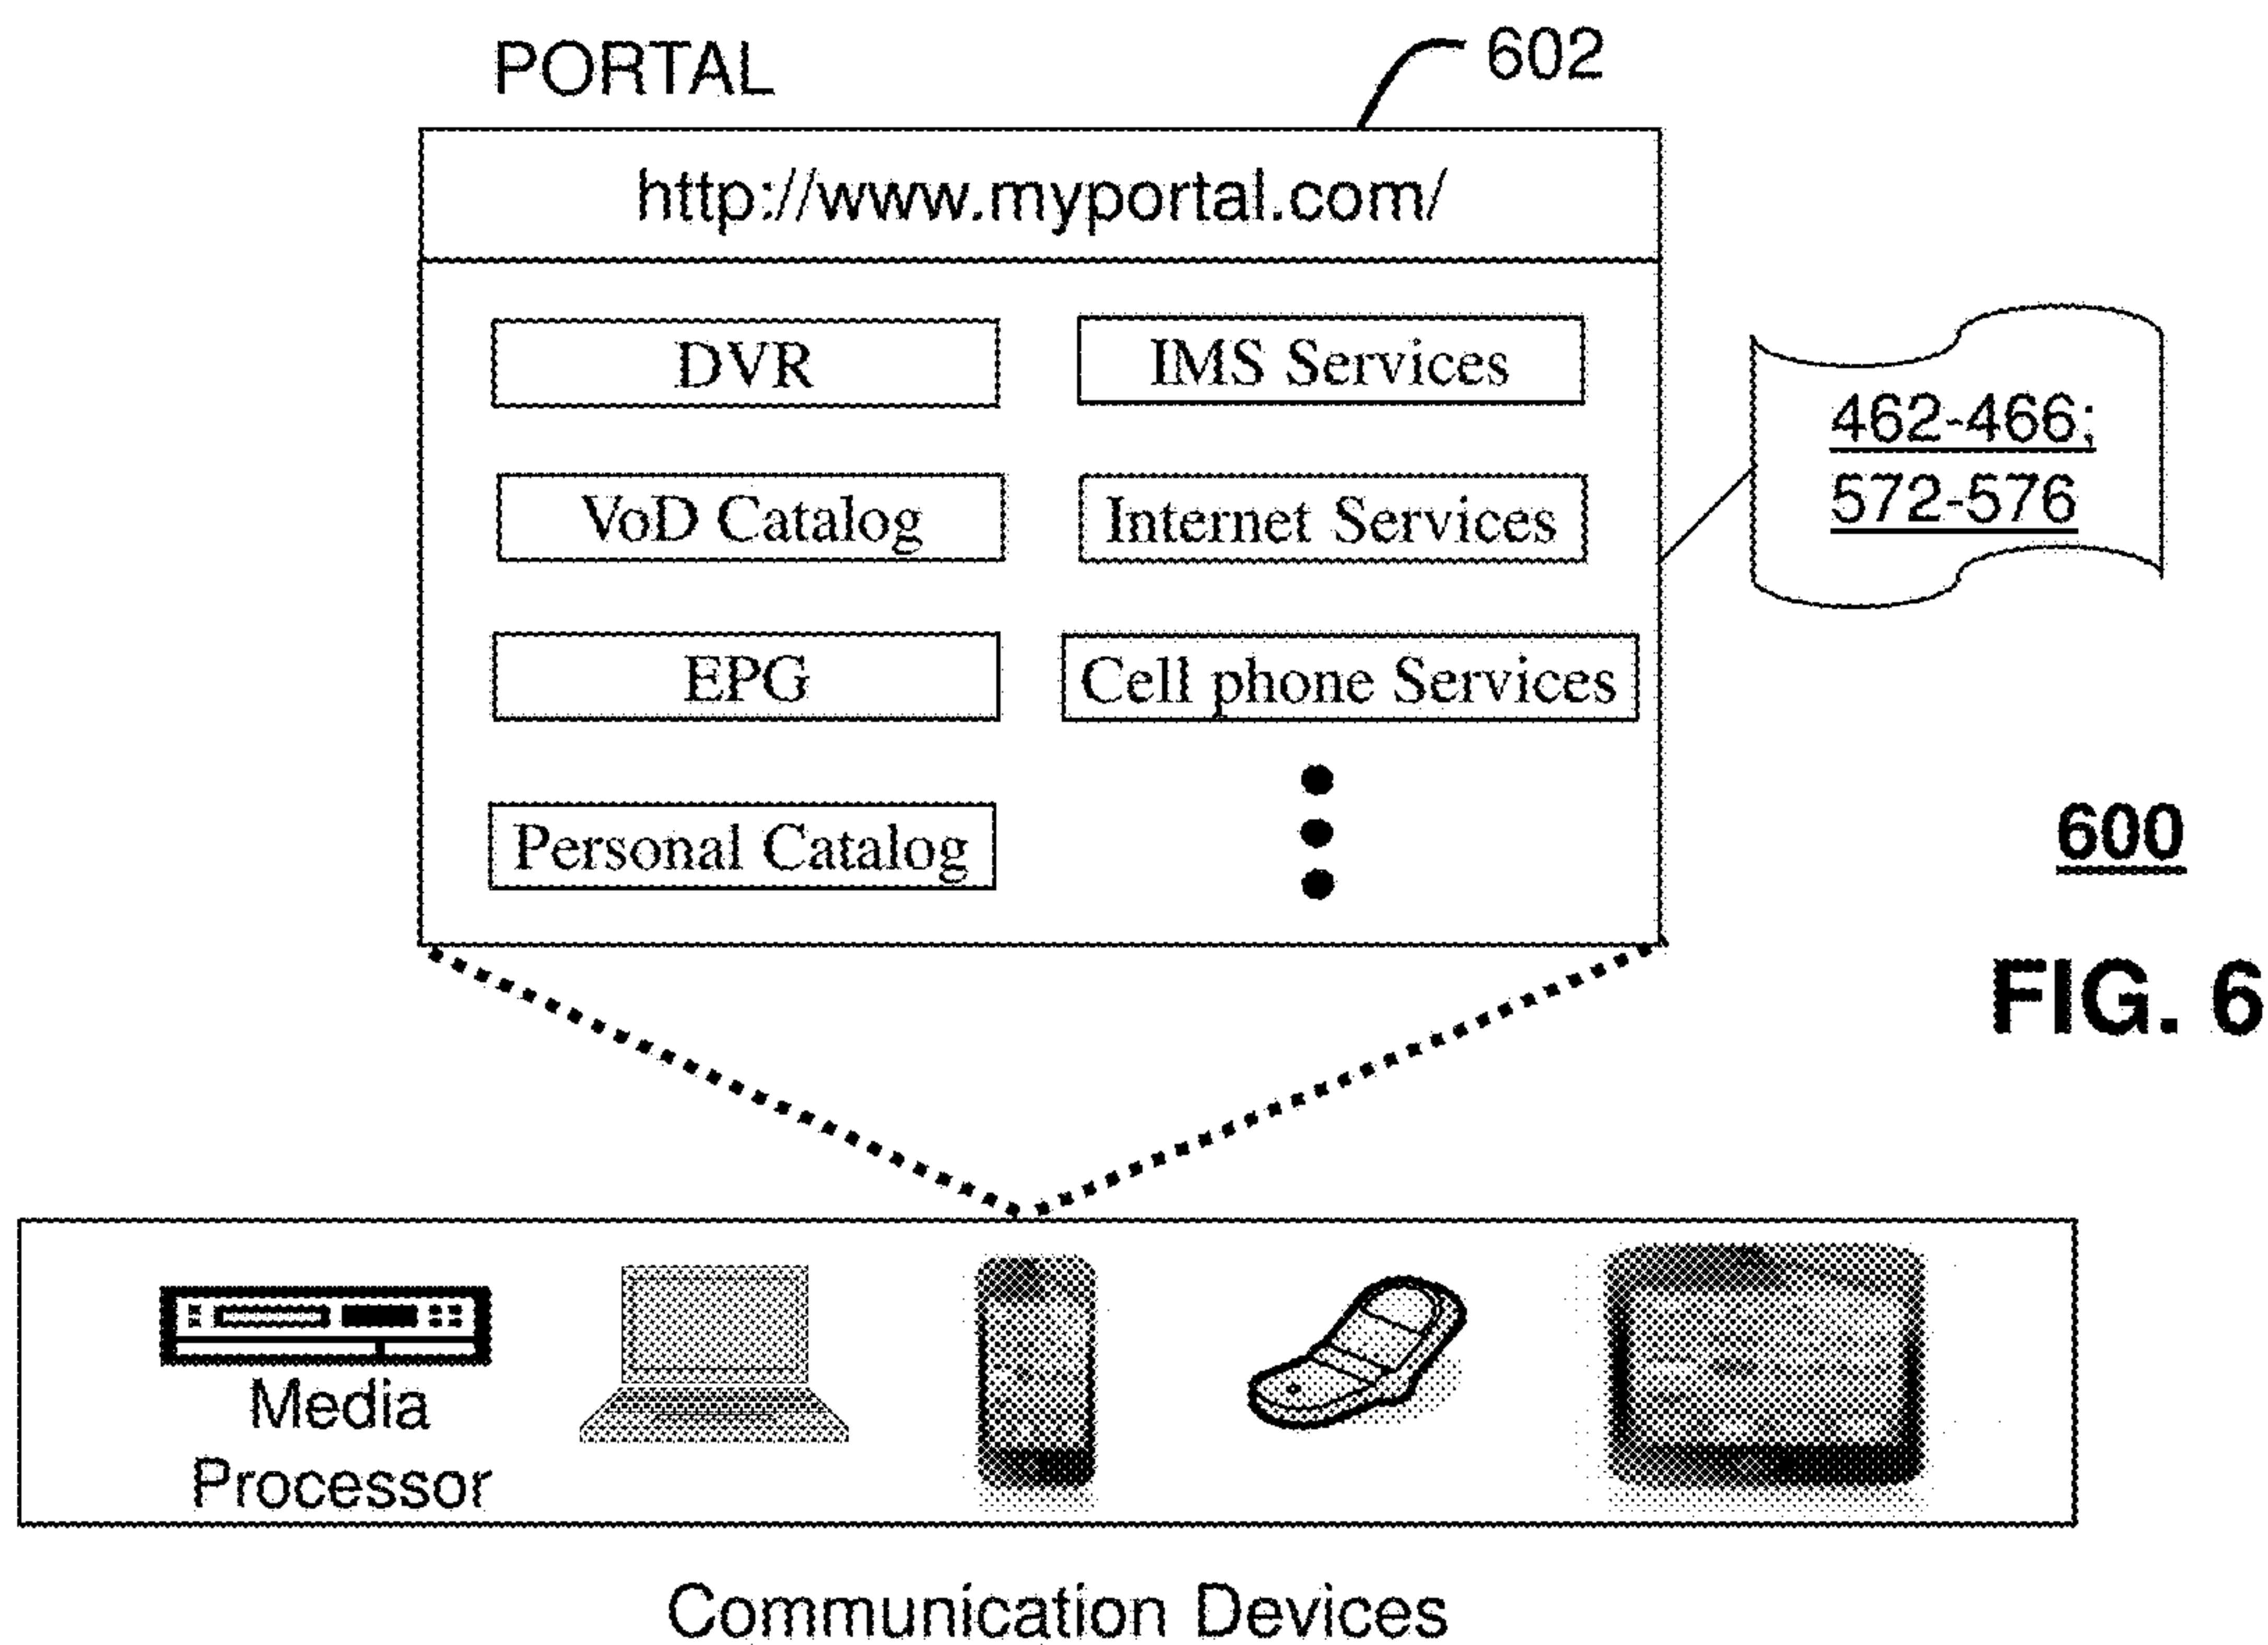 PORTAL
602
http://www.myportal.com/
DVR
IMS Services
VoD Catalog
Internet Services
EPG
Cell phone Services
Personal Catalog
462-466;
572-576
600
FIG. 6
Media
Processor
Communication Devices